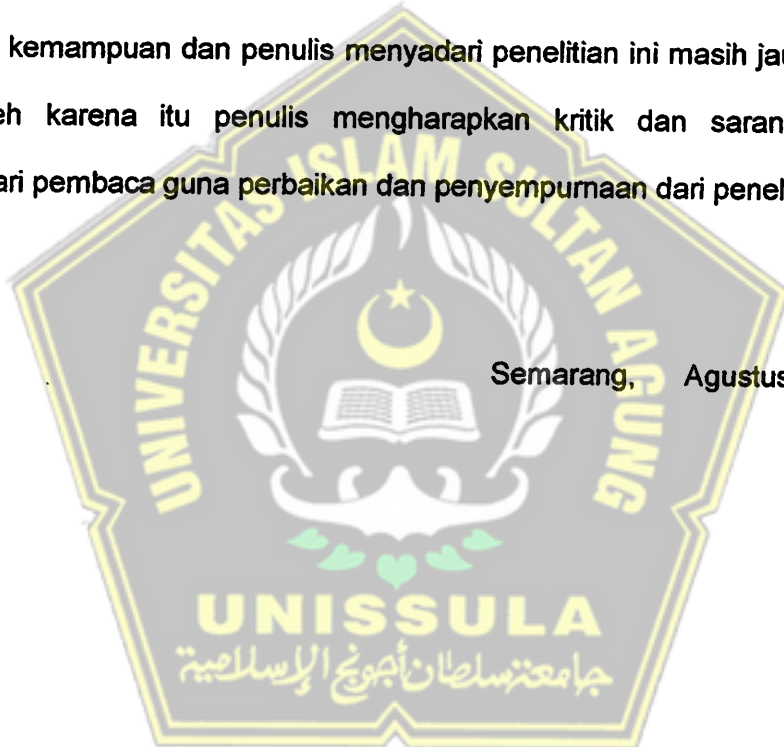 kemampuan dan penulis menyadari penelitian ini masih jau
eh karena itu penulis mengharapkan kritik dan saran
ari pembaca guna perbaikan dan penyempurnaan dari penel
UNIVERSITAS ISLAM SULTAN AGUNG
Semarang, Agustus
UNISSULA
جامعة سلطان أجونج الإسلامية